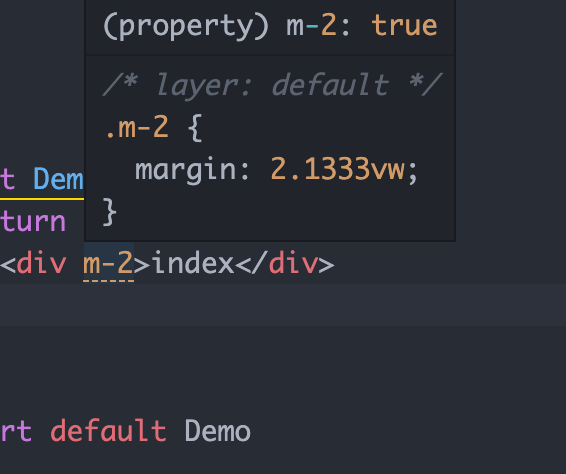 (property) m-2: true
/* layer: default */
.m-2 {
margin: 2.1333vw;
}
t Dem
turn
<div m-2>index</div>
rt default Demo